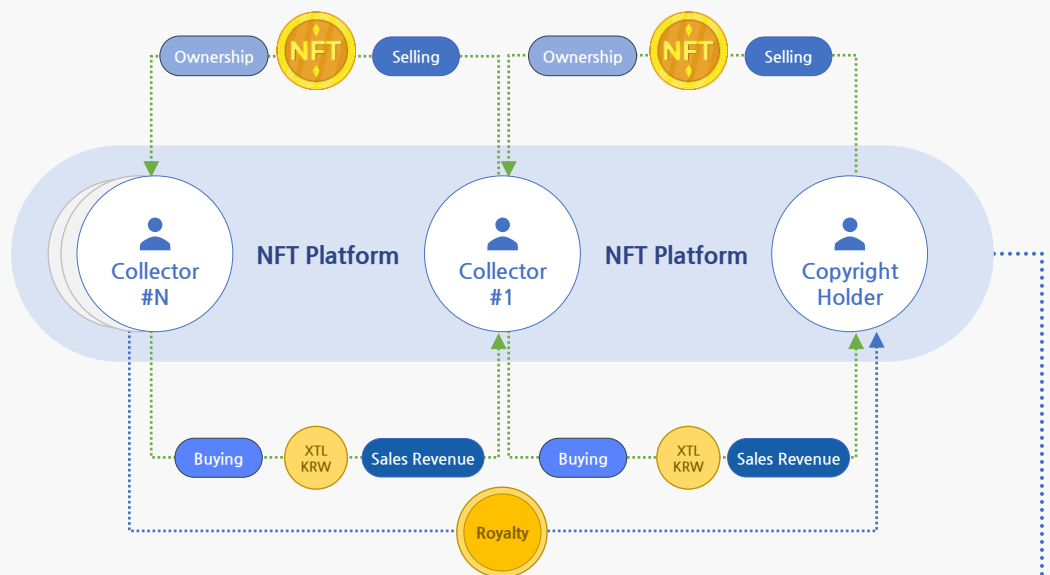 Ownership
NFT
Selling
Ownership
NFT
Selling
Collector
#N
NFT Platform
Collector
#1
NFT Platform
Copyright
Holder
Buying
XTL
KRW
Sales Revenue
Buying
XTL
KRW
Sales Revenue
Royalty